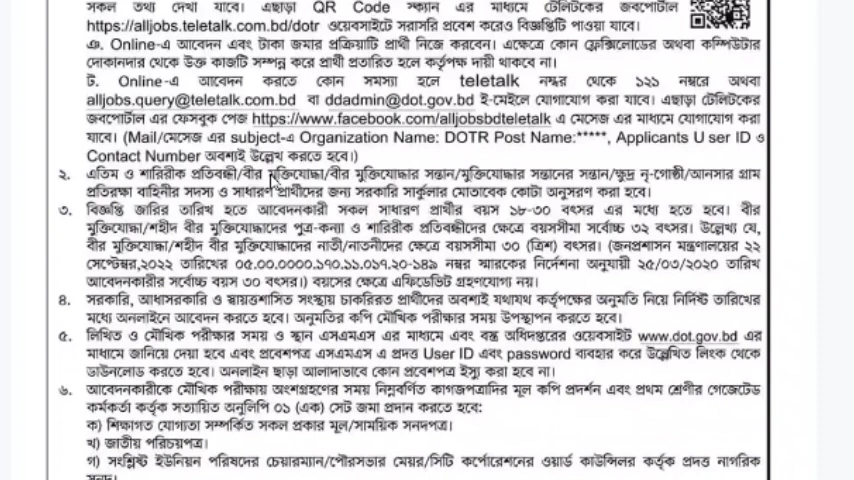 সকল তথ্য দেখা যাবে। এছাড়া QR Code স্ক্যান এর মাধ্যমে টেলিটকের জবপোর্টাল
https://alljobs.teletalk.com.bd/dotr ওয়েবসাইটে সরাসরি প্রবেশ করেও বিজ্ঞপ্তিটি পাওয়া যাবে।
ঞ. Online-এ আবেদন এবং টাকা জমার প্রক্রিয়াটি প্রার্থী নিজে করবেন। এক্ষেত্রে কোন ফ্লেক্সিলোডের অথবা কম্পিউটার
দোকানদার থেকে উক্ত কাজটি সম্পন্ন করে প্রার্থী প্রতারিত হলে কর্তৃপক্ষ দায়ী থাকবে না।
ট. Online-এ আবেদন করতে কোন সমস্যা হলে teletalk নম্বর থেকে ১২১ নম্বরে অথবা
alljobs.query@teletalk.com.bd বা ddadmin@dot.gov.bd ই-মেইলে যোগাযোগ করা যাবে। এছাড়া টেলিটকের
জবপোর্টাল এর ফেসবুক পেজ https://www.facebook.com/alljobsbdteletalk এ মেসেজ এর মাধ্যমে যোগাযোগ করা
যাবে। (Mail/মেসেজ এর subject-এ Organization Name: DOTR Post Name:*****, Applicants U ser ID ও
Contact Number অবশ্যই উল্লেখ করতে হবে।)
২. এতিম ও শারিরীক প্রতিবন্ধী/বীর মুক্তিযোদ্ধা/বীর মুক্তিযোদ্ধার সন্তান/মুক্তিযোদ্ধার সন্তানের সন্তান/ক্ষুদ্র নৃ-গোষ্ঠী/আনসার গ্রাম
প্রতিরক্ষা বাহিনীর সদস্য ও সাধারণ প্রার্থীদের জন্য সরকারি সার্কুলার মোতাবেক কোটা অনুসরণ করা হবে।
৩. বিজ্ঞপ্তি জারির তারিখ হতে আবেদনকারী সকল সাধারণ প্রার্থীর বয়স ১৮-৩০ বৎসর এর মধ্যে হতে হবে। বীর
মুক্তিযোদ্ধা/শহীদ বীর মুক্তিযোদ্ধাদের পুত্র-কন্যা ও শারিরীক প্রতিবন্ধীদের ক্ষেত্রে বয়সসীমা সর্বোচ্চ ৩২ বৎসর। উল্লেখ্য যে,
বীর মুক্তিযোদ্ধা/শহীদ বীর মুক্তিযোদ্ধাদের নাতী/নাতনীদের ক্ষেত্রে বয়সসীমা ৩০ (ত্রিশ) বৎসর। (জনপ্রশাসন মন্ত্রণালয়ের ২২
সেপ্টেম্বর,২০২২ তারিখের ০৫.০০.০০০০.১৭০.১১.০১৭.২০-১৪৯ নম্বর স্মারকের নির্দেশনা অনুযায়ী ২৫/০৩/২০২০ তারিখ
আবেদনকারীর সর্বোচ্চ বয়স ৩০ বৎসর।) বয়সের ক্ষেত্রে এফিডেভিট গ্রহণযোগ্য নয়।
৪. সরকারি, আধাসরকারি ও স্বায়ত্তশাসিত সংস্থায় চাকরিরত প্রার্থীদের অবশ্যই যথাযথ কর্তৃপক্ষের অনুমতি নিয়ে নির্দিষ্ট তারিখের
মধ্যে অনলাইনে আবেদন করতে হবে। অনুমতির কপি মৌখিক পরীক্ষার সময় উপস্থাপন করতে হবে।
৫. লিখিত ও মৌখিক পরীক্ষার সময় ও স্থান এসএমএস এর মাধ্যমে এবং বস্ত্র অধিদপ্তরের ওয়েবসাইট www.dot.gov.bd এর
মাধ্যমে জানিয়ে দেয়া হবে এবং প্রবেশপত্র এসএমএস এ প্রদত্ত User ID এবং password ব্যবহার করে উল্লেখিত লিংক থেকে
ডাউনলোড করতে হবে। অনলাইন ছাড়া আলাদাভাবে কোন প্রবেশপত্র ইস্যু করা হবে না।
৬. আবেদনকারীকে মৌখিক পরীক্ষায় অংশগ্রহণের সময় নিম্নবর্ণিত কাগজপত্রাদির মূল কপি প্রদর্শন এবং প্রথম শ্রেণীর গেজেটেড
কর্মকর্তা কর্তৃক সত্যায়িত অনুলিপি ০১ (এক) সেট জমা প্রদান করতে হবে:
ক) শিক্ষাগত যোগ্যতা সম্পর্কিত সকল প্রকার মূল/সাময়িক সনদপত্র।
খ) জাতীয় পরিচয়পত্র।
গ) সংশ্লিষ্ট ইউনিয়ন পরিষদের চেয়ারম্যান/পৌরসভার মেয়র/সিটি কর্পোরেশনের ওয়ার্ড কাউন্সিলর কর্তৃক প্রদত্ত নাগরিক
সনদ।